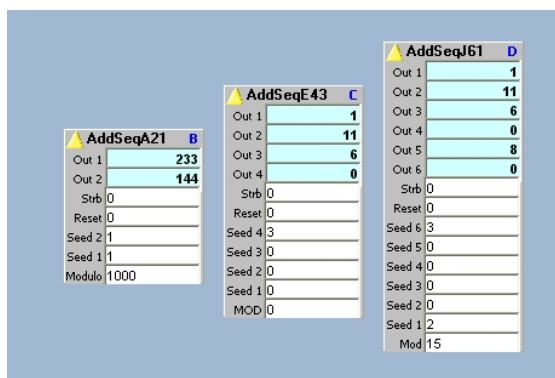 AddSeqA21 B
Out 1 233
Out 2 144
Strb 0
Reset 0
Seed 2 1
Seed 1 1
Modulo 1000
AddSeqE43 C
Out 1 1
Out 2 11
Out 3 6
Out 4 0
Strb 0
Reset 0
Seed 4 3
Seed 3 0
Seed 2 0
Seed 1 0
MOD 0
AddSeqJ61 D
Out 1 1
Out 2 11
Out 3 6
Out 4 0
Out 5 8
Out 6 0
Strb 0
Reset 0
Seed 6 3
Seed 5 0
Seed 4 0
Seed 3 0
Seed 2 0
Seed 1 2
Mod 15